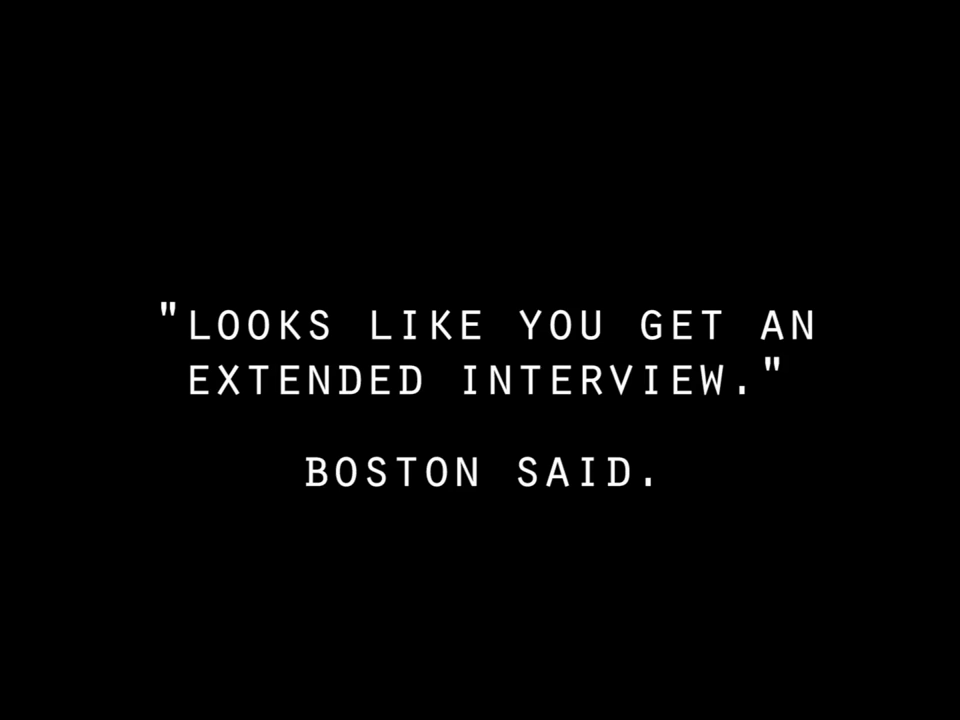 "LOOKS LIKE YOU GET AN
EXTENDED INTERVIEW."
BOSTON SAID.